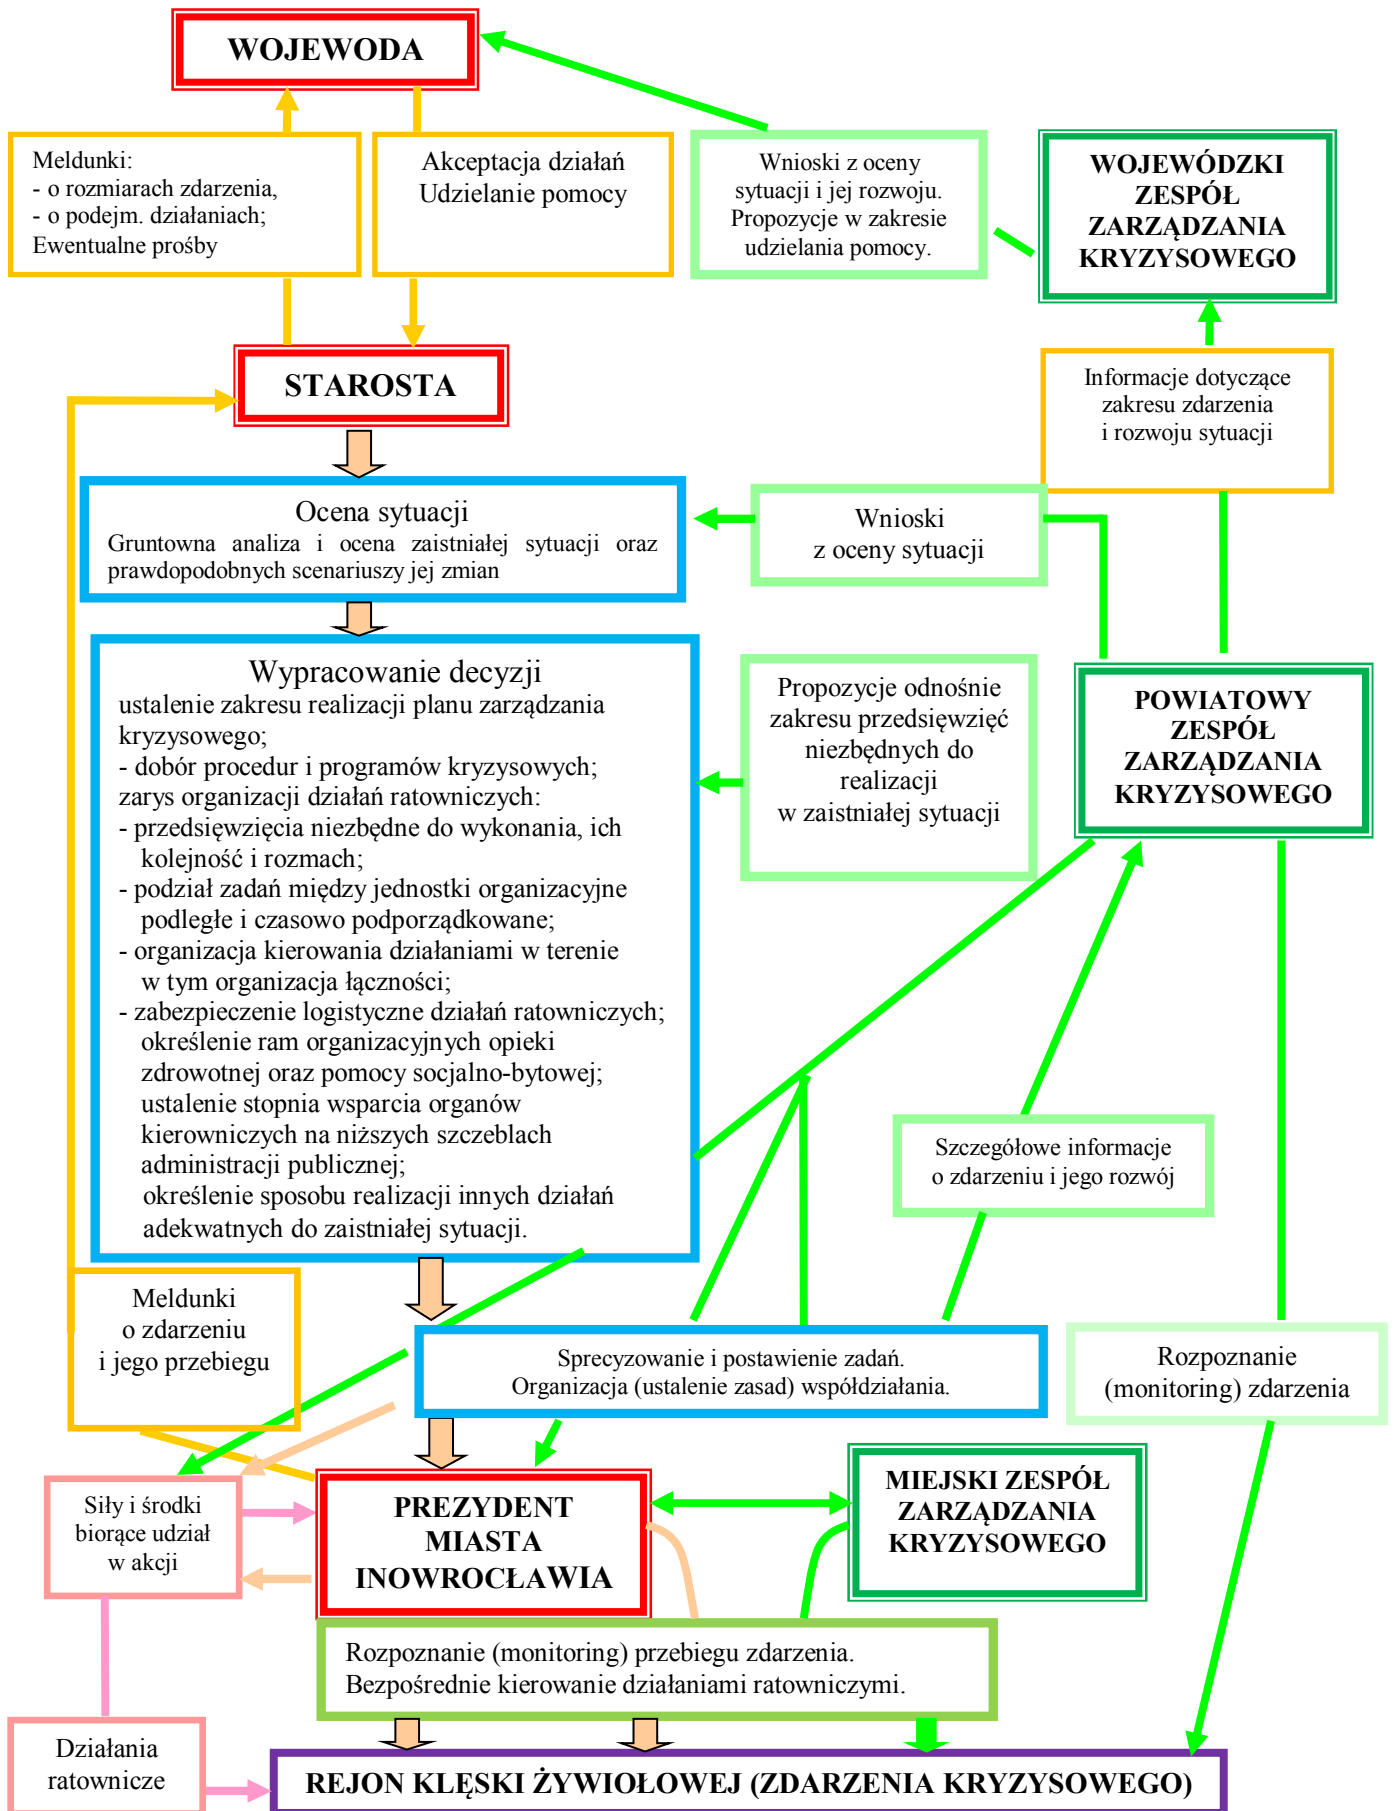 WOJEWODA
Meldunki:
- o rozmiarach zdarzenia,
- o podejm. działaniach;
Ewentualne prośby
Akceptacja działań
Udzielanie pomocy
Wnioski z oceny
sytuacji i jej rozwoju.
Propozycje w zakresie
udzielania pomocy.
WOJEWÓDZKI
ZESPÓŁ
ZARZĄDZANIA
KRYZYSOWEGO
STAROSTA
Informacje dotyczące
zakresu zdarzenia
i rozwoju sytuacji
Ocena sytuacji
Gruntowna analiza i ocena zaistniałej sytuacji oraz
prawdopodobnych scenariuszy jej zmian
Wnioski
z oceny sytuacji
Wypracowanie decyzji
ustalenie zakresu realizacji planu zarządzania
kryzysowego;
- dobór procedur i programów kryzysowych;
zarys organizacji działań ratowniczych:
- przedsięwzięcia niezbędne do wykonania, ich
kolejność i rozmach;
- podział zadań między jednostki organizacyjne
podległe i czasowo podporządkowane;
- organizacja kierowania działaniami w terenie
w tym organizacja łączności;
- zabezpieczenie logistyczne działań ratowniczych;
określenie ram organizacyjnych opieki
zdrowotnej oraz pomocy socjalno-bytowej;
ustalenie stopnia wsparcia organów
kierowniczych na niższych szczeblach
administracji publicznej;
określenie sposobu realizacji innych działań
adekwatnych do zaistniałej sytuacji.
Propozycje odnośnie
zakresu przedsięwzięć
niezbędnych do
realizacji
w zaistniałej sytuacji
POWIATOWY
ZESPÓŁ
ZARZĄDZANIA
KRYZYSOWEGO
Szczegółowe informacje
o zdarzeniu i jego rozwój
Meldunki
o zdarzeniu
i jego przebiegu
Sprecyzowanie i postawienie zadań.
Organizacja (ustalenie zasad) współdziałania.
Rozpoznanie
(monitoring) zdarzenia
Siły i środki
biorące udział
w akcji
PREZYDENT
MIASTA
INOWROCŁAWIA
MIEJSKI ZESPÓŁ
ZARZĄDZANIA
KRYZYSOWEGO
Rozpoznanie (monitoring) przebiegu zdarzenia.
Bezpośrednie kierowanie działaniami ratowniczymi.
Działania
ratownicze
REJON KLĘSKI ŻYWIOŁOWEJ (ZDARZENIA KRYZYSOWEGO)